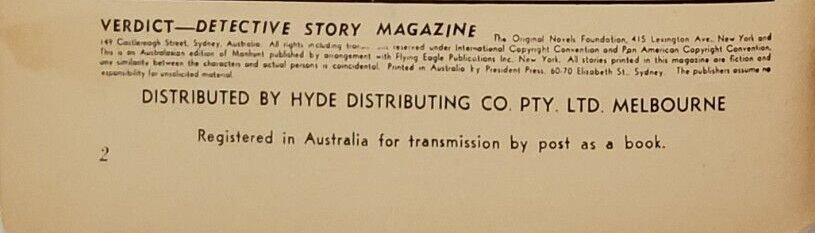 VERDICT—DETECTIVE STORY MAGAZINE The Original Novels Foundation, 415 Lexington Ave., New York and
149 Castlereagh Street, Sydney, Australia. All rights including reserved under International Copyright Convention and Pan American Copyright Convention.
This is an Australasian edition of Manhunt published by arrangement with Flying Eagle Publications Inc. New York. All stories printed in this magazine are fiction and
any similarity between the characters and actual persons is coincidental. Printed in Australia by President Press, 60-70 Elizabeth St., Sydney. The publishers assume no
responsibility for unsolicited material.
DISTRIBUTED BY HYDE DISTRIBUTING CO. PTY. LTD. MELBOURNE
Registered in Australia for transmission by post as a book.
2